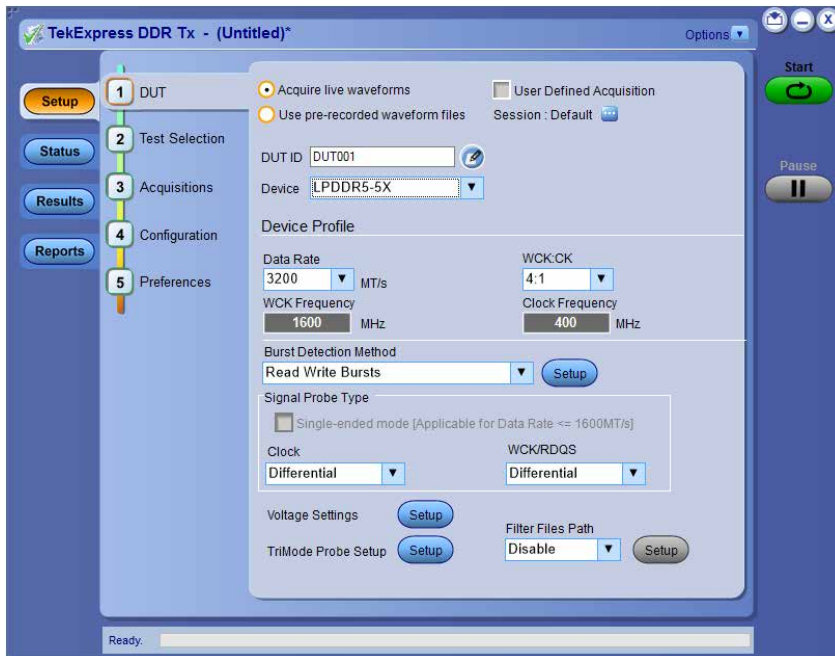 TekExpress DDR Tx - (Untitled)*
Options
Start
Pause
Setup
Status
Results
Reports
1 DUT
2 Test Selection
3 Acquisitions
4 Configuration
5 Preferences
Acquire live waveforms
User Defined Acquisition
Use pre-recorded waveform files
Session : Default
DUT ID DUT001
Device LPDDR5-5X
Device Profile
Data Rate
WCK:CK
3200 MT/s
4:1
WCK Frequency
Clock Frequency
1600 MHz
400 MHz
Burst Detection Method
Read Write Bursts Setup
Signal Probe Type
Single-ended mode [Applicable for Data Rate <= 1600MT/s]
Clock
WCK/RDQS
Differential
Differential
Voltage Settings Setup
Filter Files Path
TriMode Probe Setup Setup
Disable Setup
Ready.